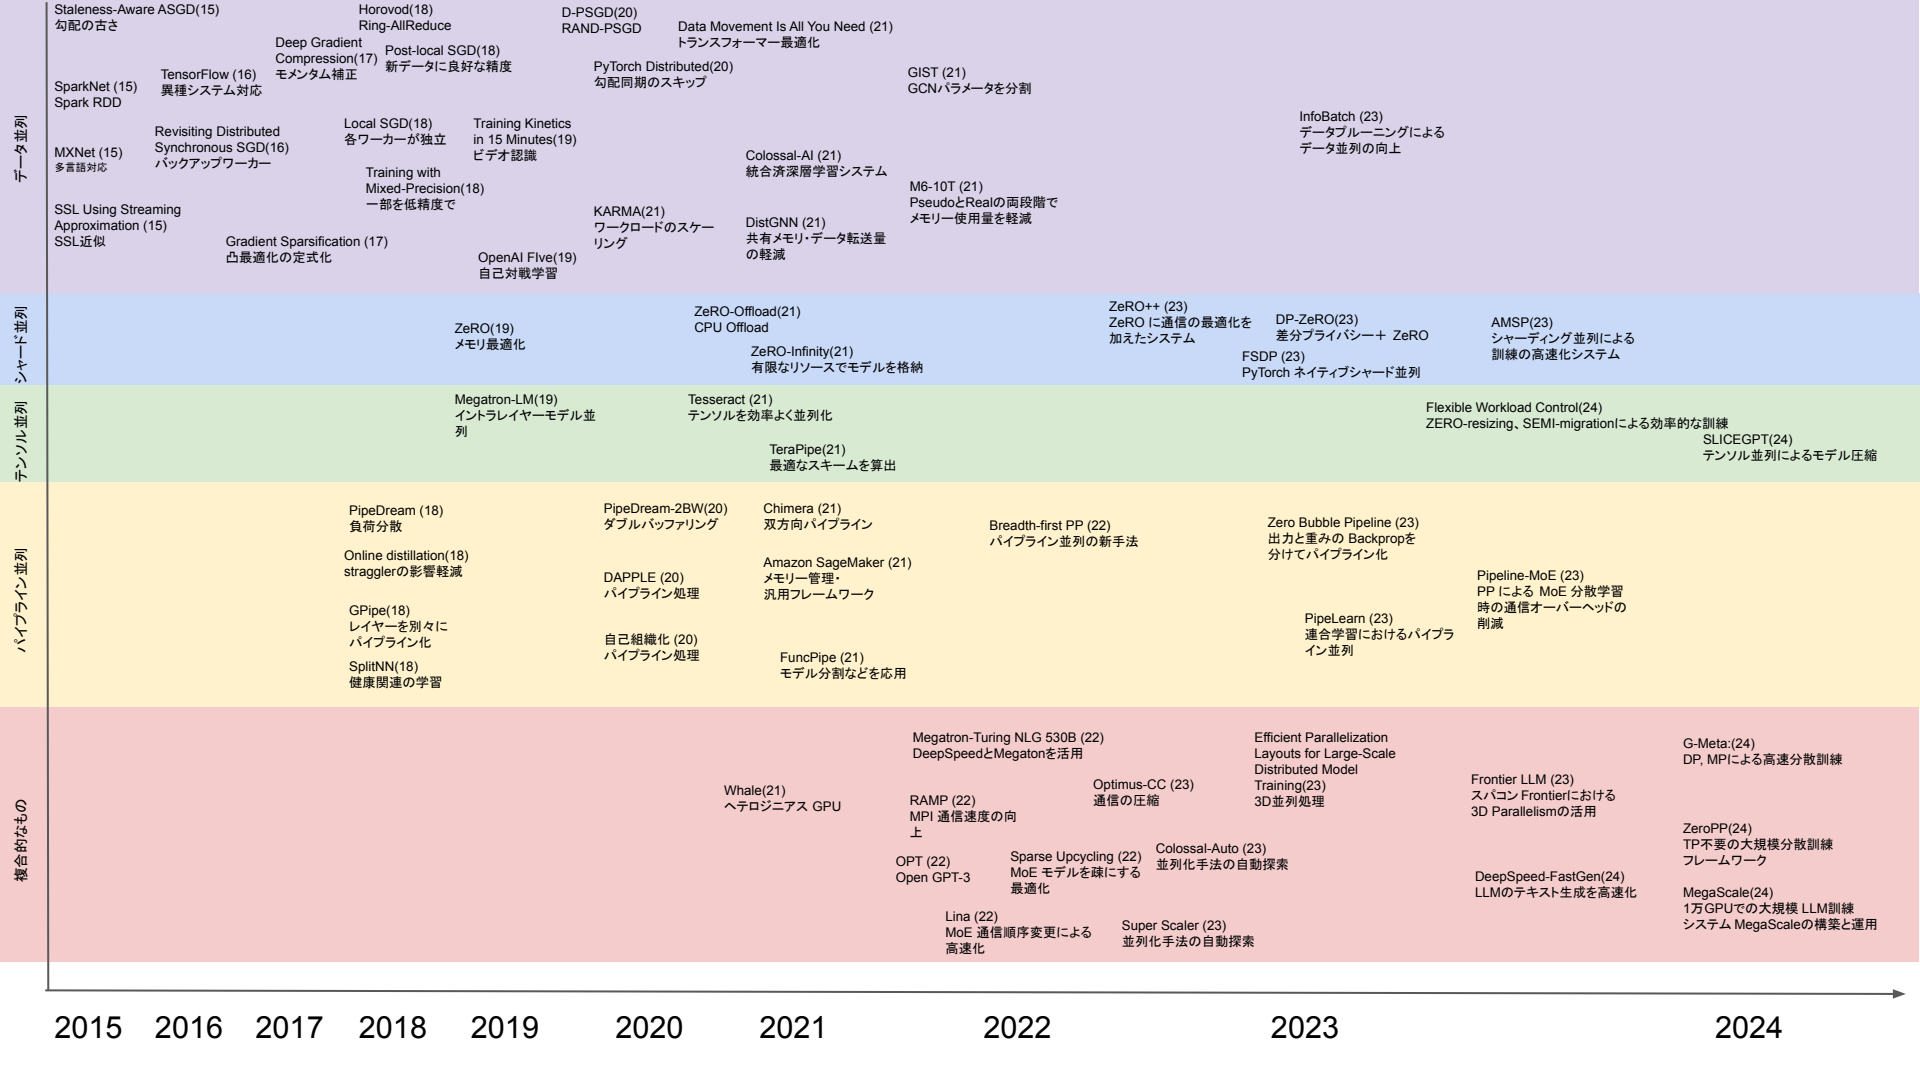 データ並列
Staleness-Aware ASGD(15)
勾配の古さ
SparkNet (15)
Spark RDD
MXNet (15)
多言語対応
SSL Using Streaming
Approximation (15)
SSL近似
TensorFlow (16)
異種システム対応
Revisiting Distributed
Synchronous SGD(16)
バックアップワーカー
Deep Gradient
Compression(17)
モメンタム補正
Gradient Sparsification (17)
凸最適化の定式化
Horovod(18)
Ring-AllReduce
Post-local SGD(18)
新データに良好な精度
Local SGD(18)
各ワーカーが独立
Training with
Mixed-Precision(18)
一部を低精度で
Training Kinetics
in 15 Minutes(19)
ビデオ認識
OpenAI FIve(19)
自己対戦学習
D-PSGD(20)
RAND-PSGD
PyTorch Distributed(20)
勾配同期のスキップ
KARMA(21)
ワークロードのスケー
リング
Data Movement Is All You Need (21)
トランスフォーマー最適化
Colossal-AI (21)
統合済深層学習システム
DistGNN (21)
共有メモリ・データ転送量
の軽減
GIST (21)
GCNパラメータを分割
M6-10T (21)
PseudoとRealの両段階で
メモリー使用量を軽減
InfoBatch (23)
データプルーニングによる
データ並列の向上
シャード並列
ZeRO(19)
メモリ最適化
ZeRO-Offload(21)
CPU Offload
ZeRO-Infinity(21)
有限なリソースでモデルを格納
ZeRO++ (23)
ZeRO に通信の最適化を
加えたシステム
DP-ZeRO(23)
差分プライバシー＋ ZeRO
FSDP (23)
PyTorch ネイティブシャード並列
AMSP(23)
シャーディング並列による
訓練の高速化システム
テンソル並列
Megatron-LM(19)
イントラレイヤーモデル並
列
Tesseract (21)
テンソルを効率よく並列化
TeraPipe(21)
最適なスキームを算出
Flexible Workload Control(24)
ZERO-resizing、SEMI-migrationによる効率的な訓練
SLICEGPT(24)
テンソル並列によるモデル圧縮
パイプライン並列
PipeDream (18)
負荷分散
Online distillation(18)
stragglerの影響軽減
GPipe(18)
レイヤーを別々に
パイプライン化
SplitNN(18)
健康関連の学習
PipeDream-2BW(20)
ダブルバッファリング
DAPPLE (20)
パイプライン処理
自己組織化 (20)
パイプライン処理
Chimera (21)
双方向パイプライン
Amazon SageMaker (21)
メモリー管理・
汎用フレームワーク
FuncPipe (21)
モデル分割などを応用
Breadth-first PP (22)
パイプライン並列の新手法
Zero Bubble Pipeline (23)
出力と重みの Backpropを
分けてパイプライン化
PipeLearn (23)
連合学習におけるパイプラ
イン並列
Pipeline-MoE (23)
PP による MoE 分散学習
時の通信オーバーヘッドの
削減
複合的なもの
Whale(21)
ヘテロジニアス GPU
Megatron-Turing NLG 530B (22)
DeepSpeedとMegatonを活用
RAMP (22)
MPI 通信速度の向
上
OPT (22)
Open GPT-3
Lina (22)
MoE 通信順序変更による
高速化
Sparse Upcycling (22)
MoE モデルを疎にする
最適化
Optimus-CC (23)
通信の圧縮
Colossal-Auto (23)
並列化手法の自動探索
Super Scaler (23)
並列化手法の自動探索
Efficient Parallelization
Layouts for Large-Scale
Distributed Model
Training(23)
3D並列処理
Frontier LLM (23)
スパコン Frontierにおける
3D Parallelismの活用
DeepSpeed-FastGen(24)
LLMのテキスト生成を高速化
G-Meta:(24)
DP, MPによる高速分散訓練
ZeroPP(24)
TP不要の大規模分散訓練
フレームワーク
MegaScale(24)
1万GPUでの大規模 LLM訓練
システム MegaScaleの構築と運用
2015
2016
2017
2018
2019
2020
2021
2022
2023
2024